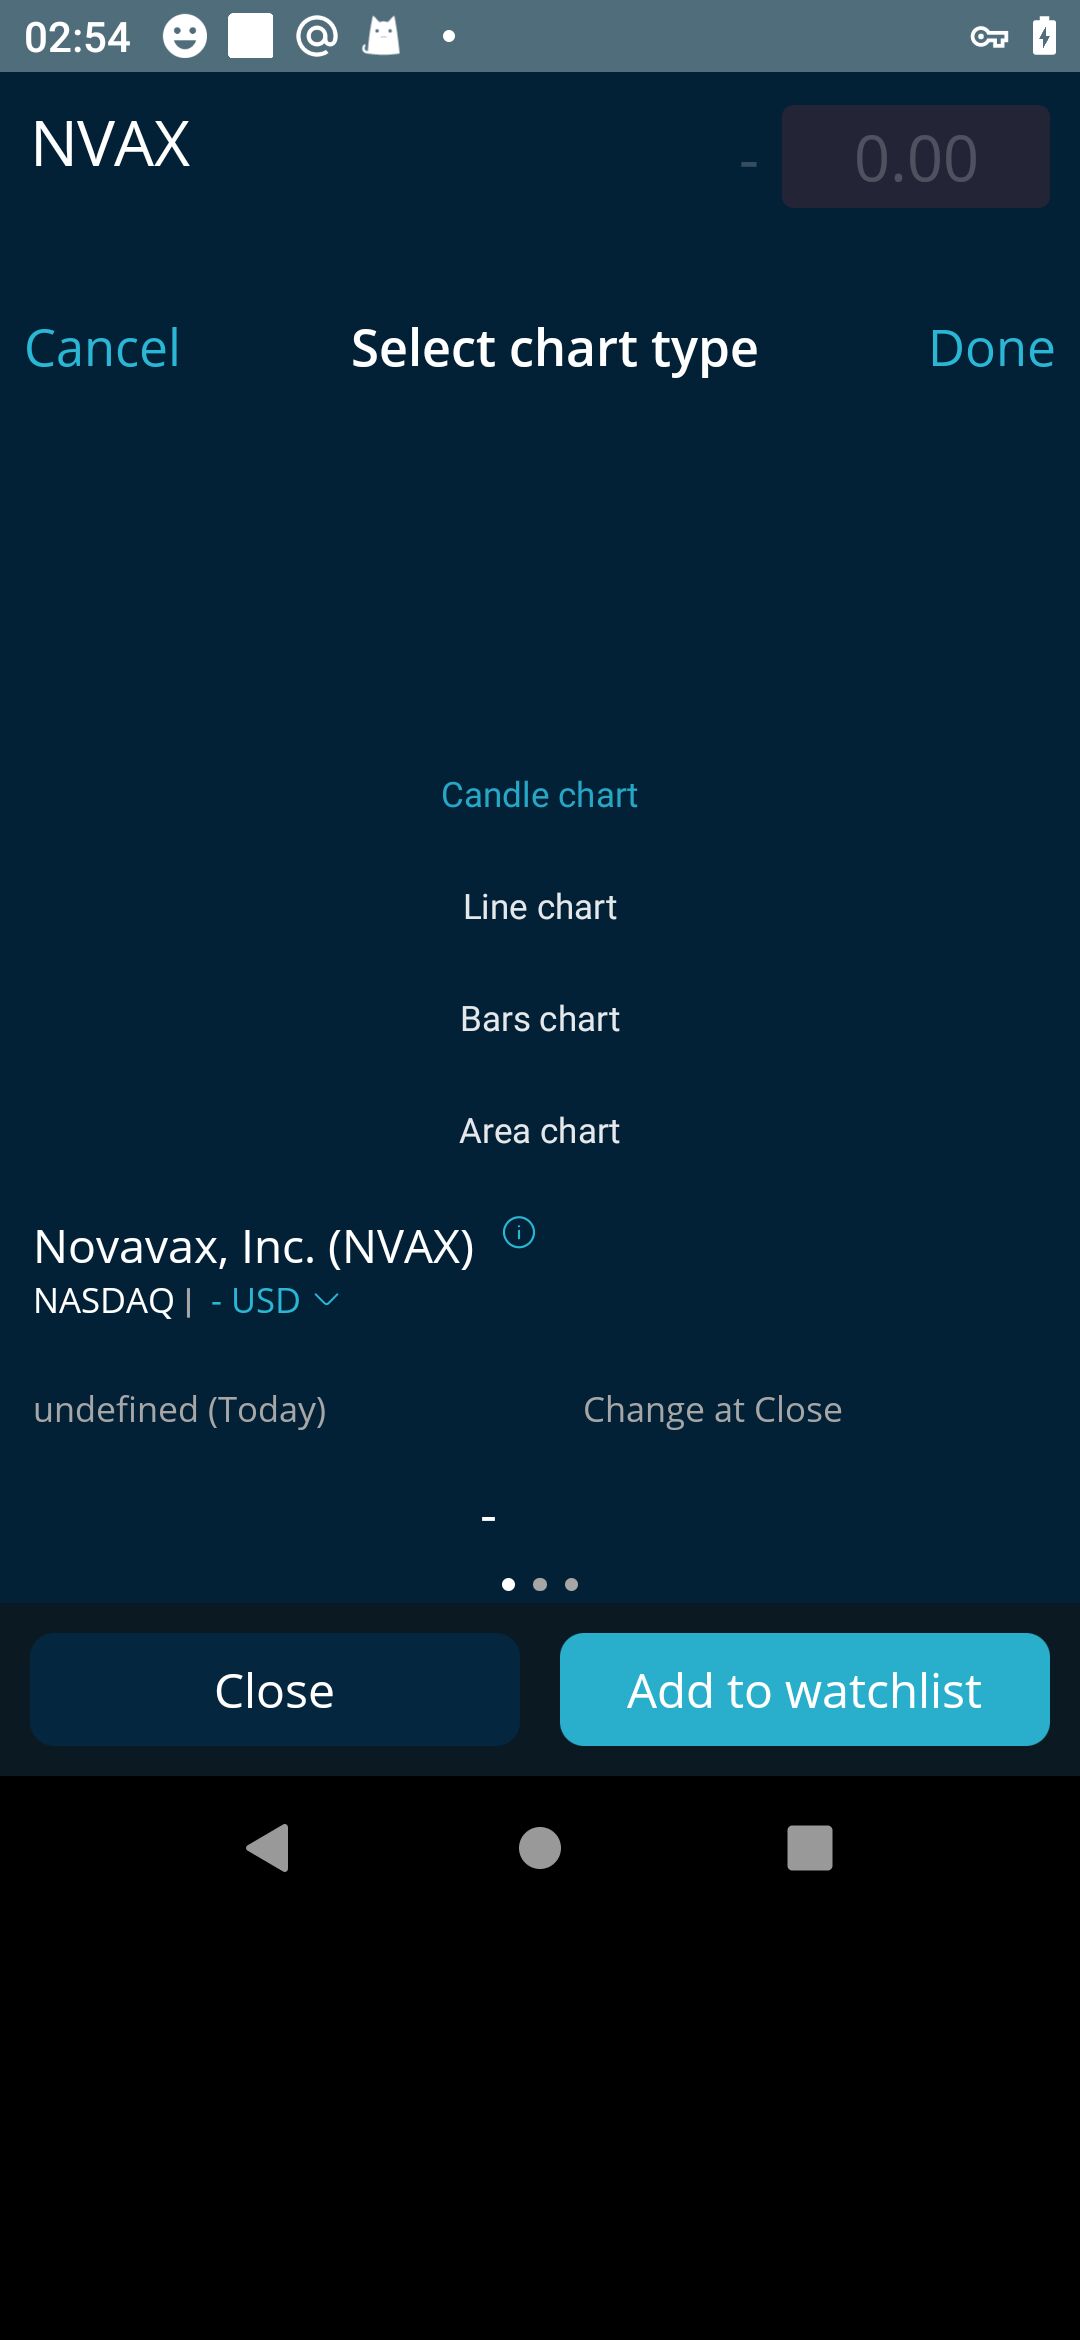 02:54
NVAX
- 0.00
Cancel Select chart type Done
Candle chart
Line chart
Bars chart
Area chart
Novavax, Inc. (NVAX)
NASDAQ | - USD
undefined (Today) Change at Close
-
Close Add to watchlist